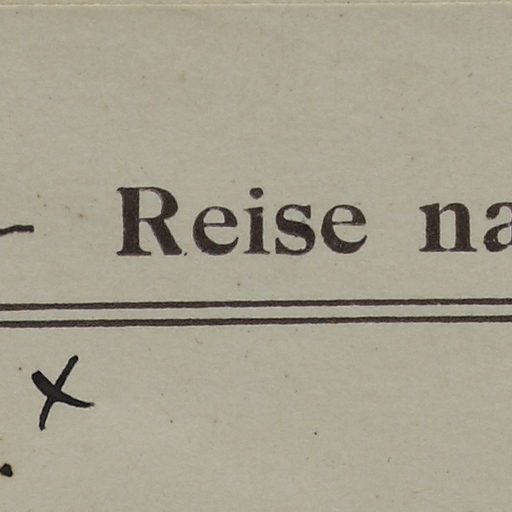 Reise na
x